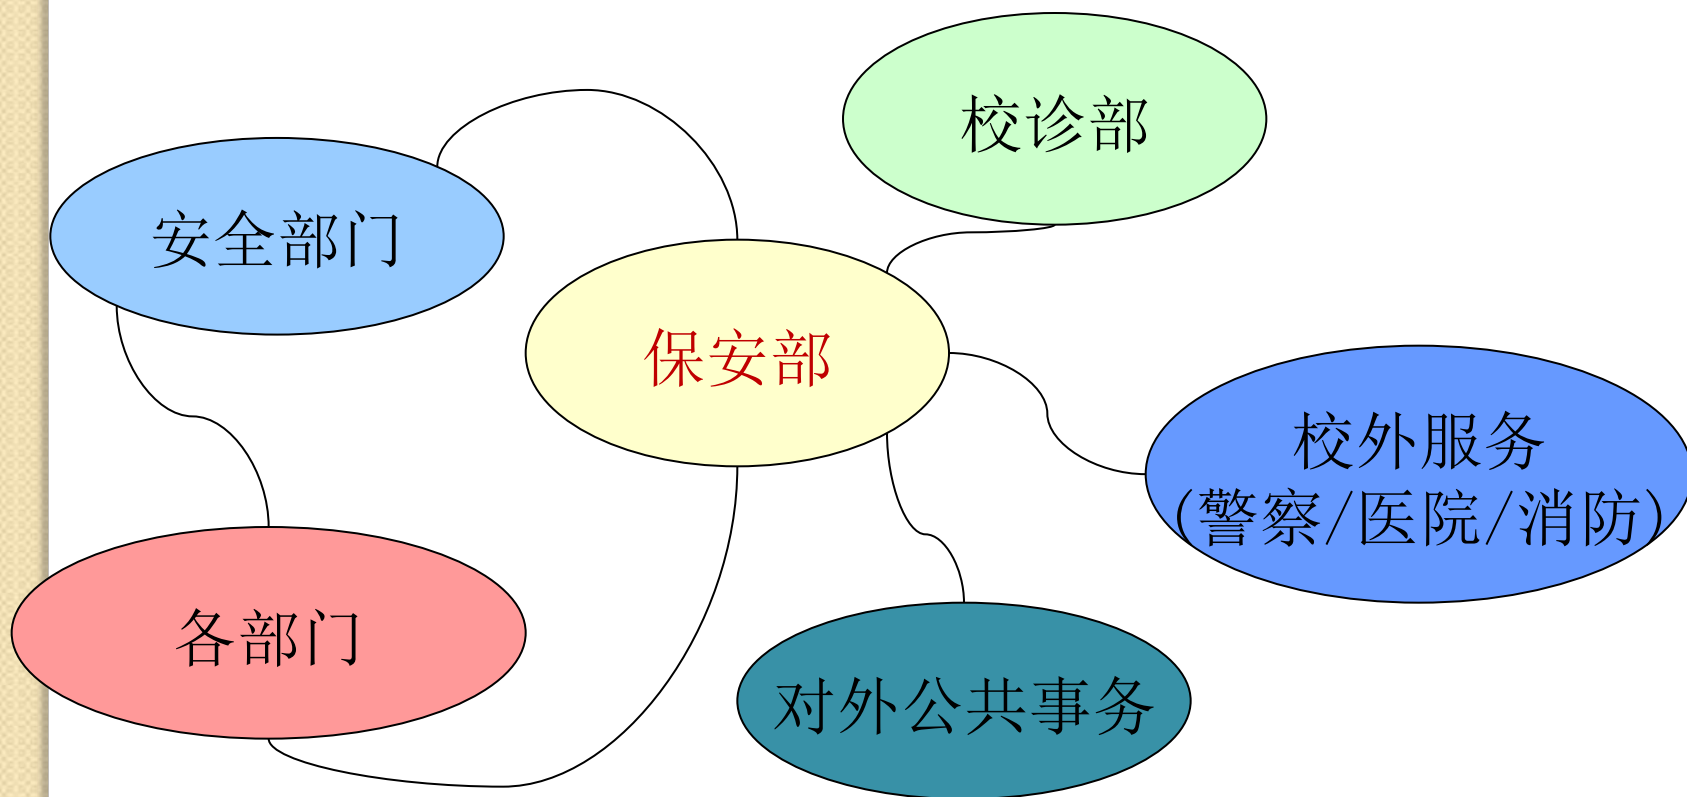 校诊部
安全部门
保安部
校外服务
(警察/医院/消防)
各部门
对外公共事务